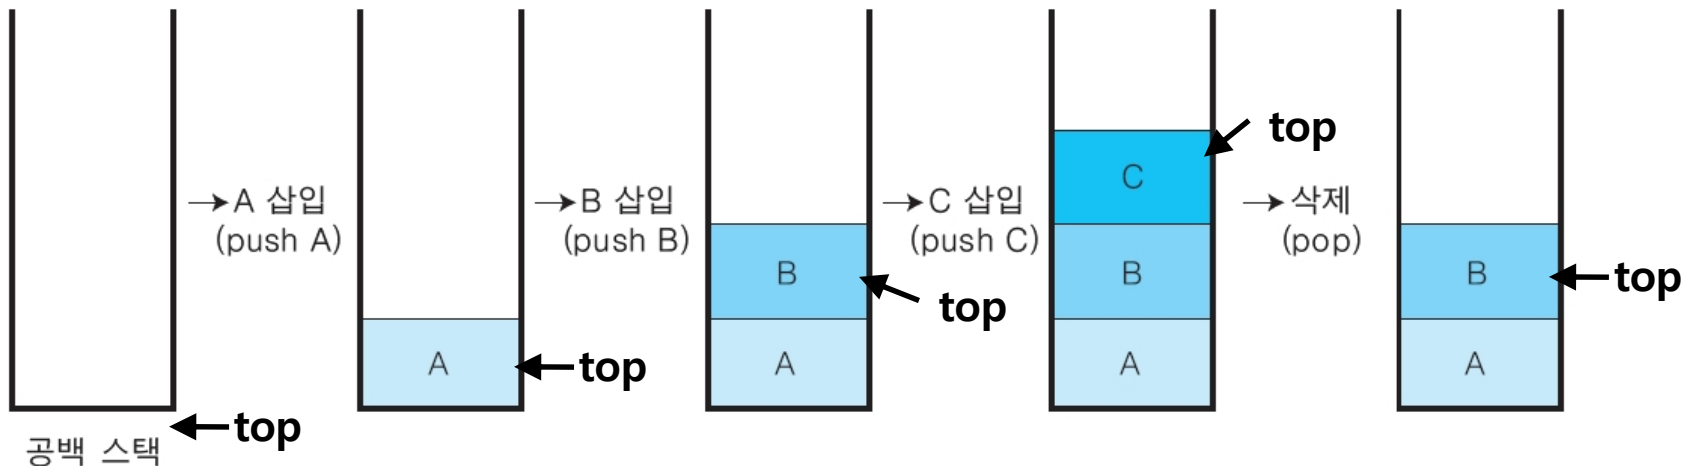 공백 스택
top
→A 삽입
(push A)
A
top
→B 삽입
(push B)
B
A
top
→C 삽입
(push C)
C
B
A
top
→삭제
(pop)
B
A
top